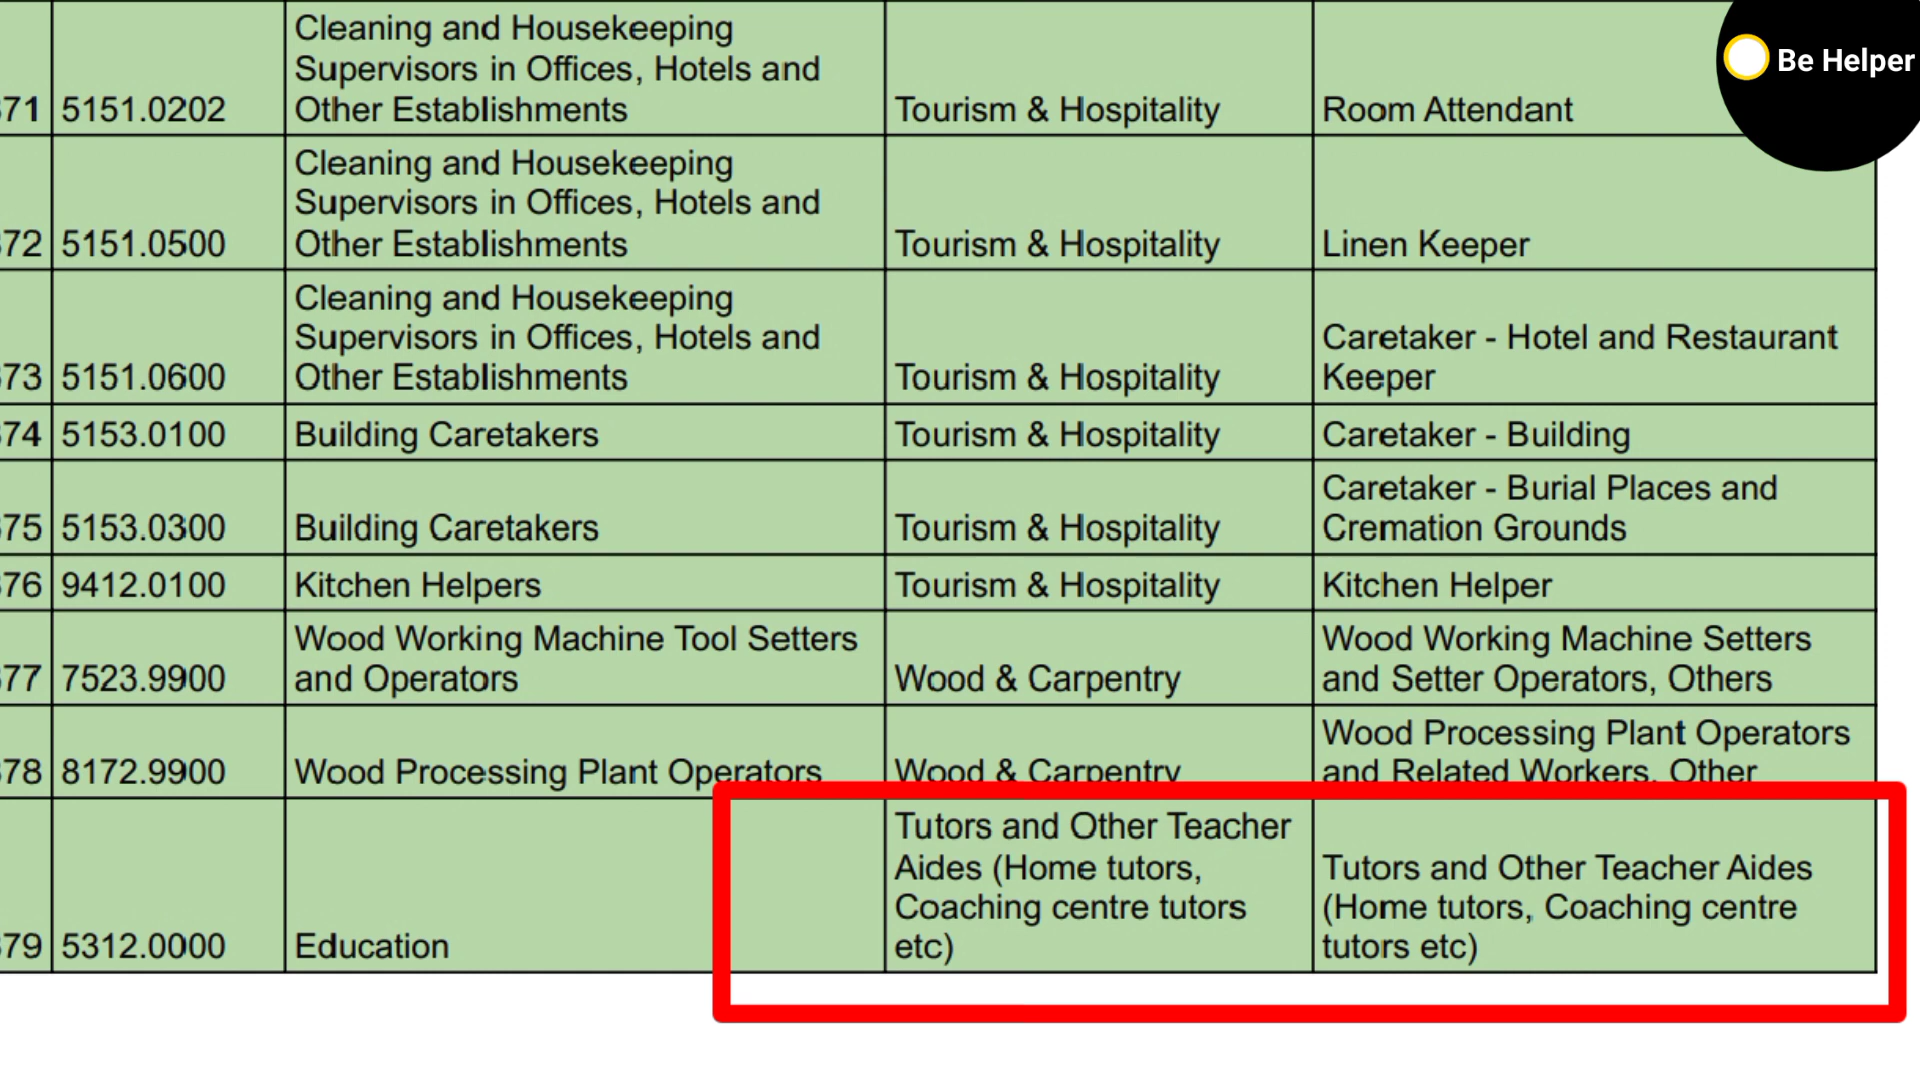 Be Helper
Cleaning and Housekeeping
Supervisors in Offices, Hotels and
371 5151.0202 Other Establishments Tourism & Hospitality Room Attendant
Cleaning and Housekeeping
Supervisors in Offices, Hotels and
372 5151.0500 Other Establishments Tourism & Hospitality Linen Keeper
Cleaning and Housekeeping
Supervisors in Offices, Hotels and Caretaker - Hotel and Restaurant
373 5151.0600 Other Establishments Tourism & Hospitality Keeper
74 5153.0100 Building Caretakers Tourism & Hospitality Caretaker - Building
Caretaker - Burial Places and
375 5153.0300 Building Caretakers Tourism & Hospitality Cremation Grounds
376 9412.0100 Kitchen Helpers Tourism & Hospitality Kitchen Helper
Wood Working Machine Tool Setters Wood Working Machine Setters
77 7523.9900 and Operators Wood & Carpentry and Setter Operators, Others
Wood Processing Plant Operators
378 8172.9900 Wood Processing Plant Operators Wood & Carpentry and Related Workers, Other
Tutors and Other Teacher
Aides (Home tutors, Tutors and Other Teacher Aides
Coaching centre tutors (Home tutors, Coaching centre
379 5312.0000 Education etc) tutors etc)